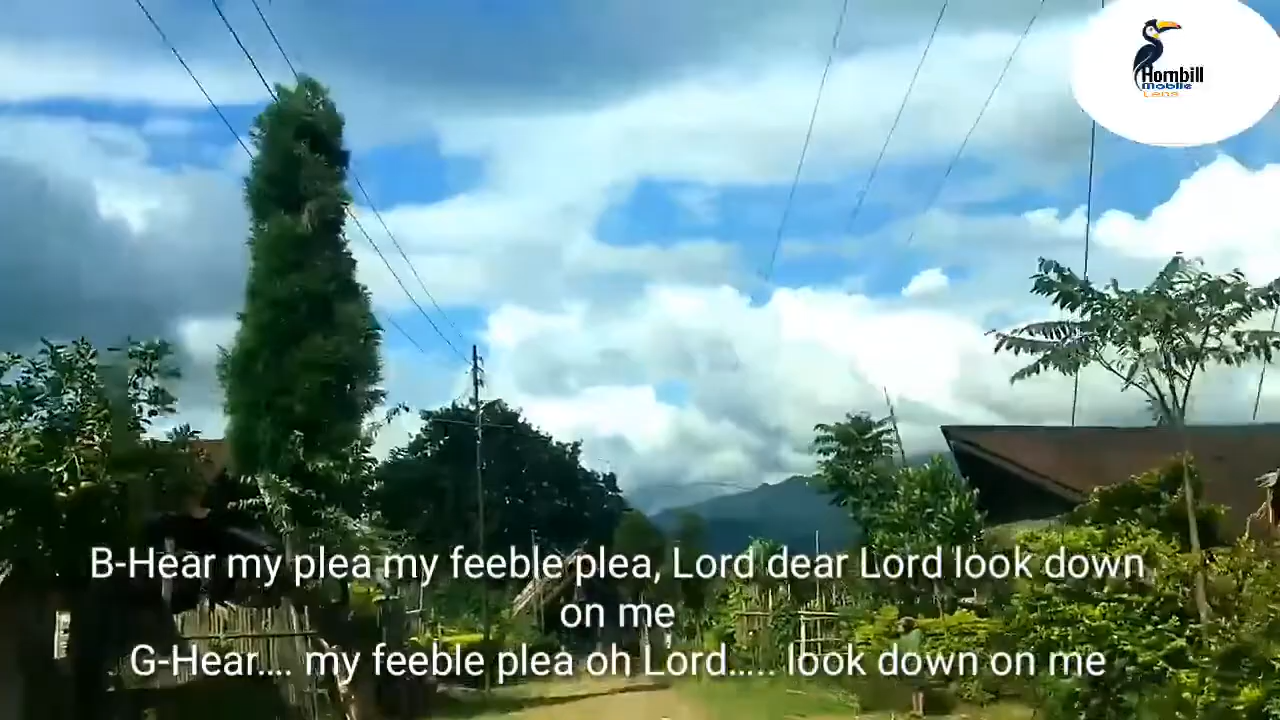 Hornbill
Mobile
Lens
B-Hear my plea my feeble plea, Lord dear Lord look down
on me
G-Hear.... my feeble plea oh Lord..... look down on me